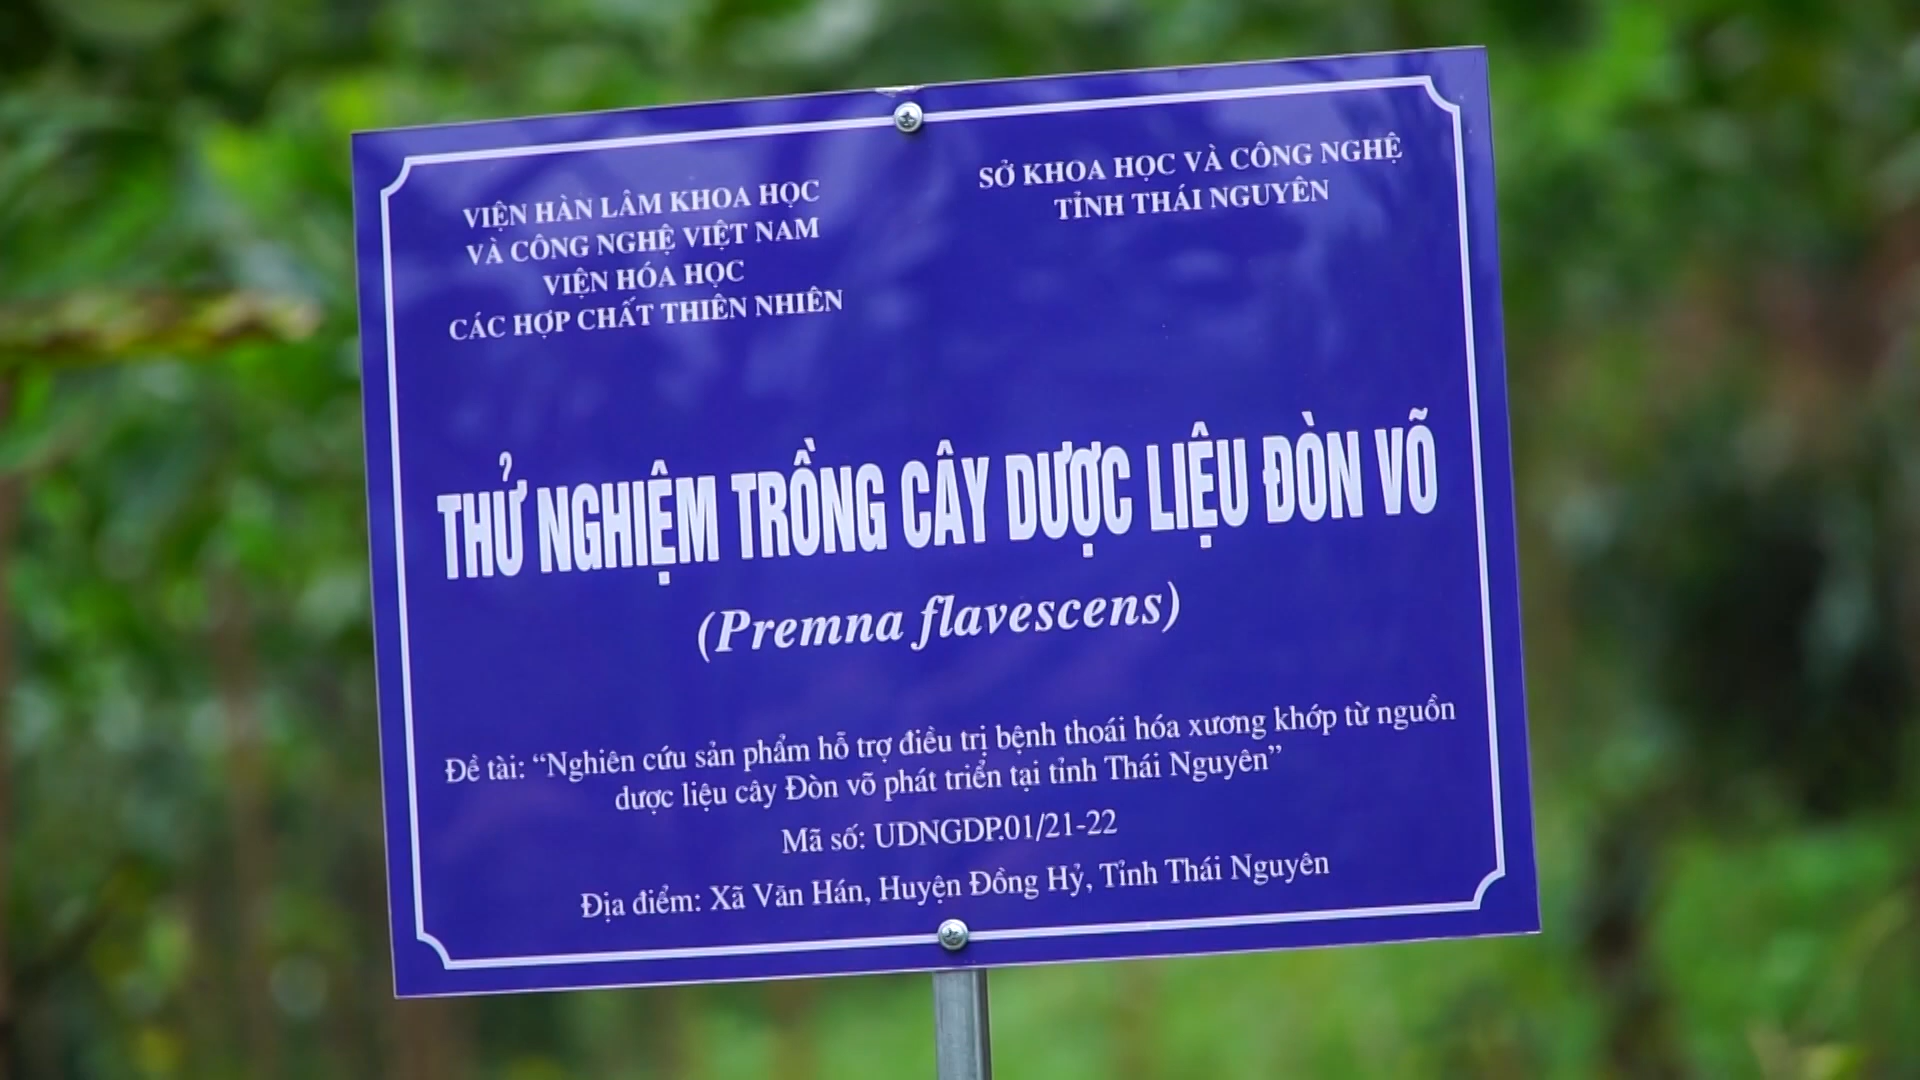 VIỆN HÀN LÂM KHOA HỌC
VÀ CÔNG NGHỆ VIỆT NAM
VIỆN HÓA HỌC
CÁC HỢP CHẤT THIÊN NHIÊN
SỞ KHOA HỌC VÀ CÔNG NGHỆ
TỈNH THÁI NGUYÊN
THỬ NGHIỆM TRỒNG CÂY DƯỢC LIỆU ĐÒN VÕ
(Premna flavescens)
Đề tài: “Nghiên cứu sản phẩm hỗ trợ điều trị bệnh thoái hóa xương khớp từ nguồn
dược liệu cây Đòn võ phát triển tại tỉnh Thái Nguyên”
Mã số: UDNGDP.01/21-22
Địa điểm: Xã Văn Hán, Huyện Đồng Hỷ, Tỉnh Thái Nguyên